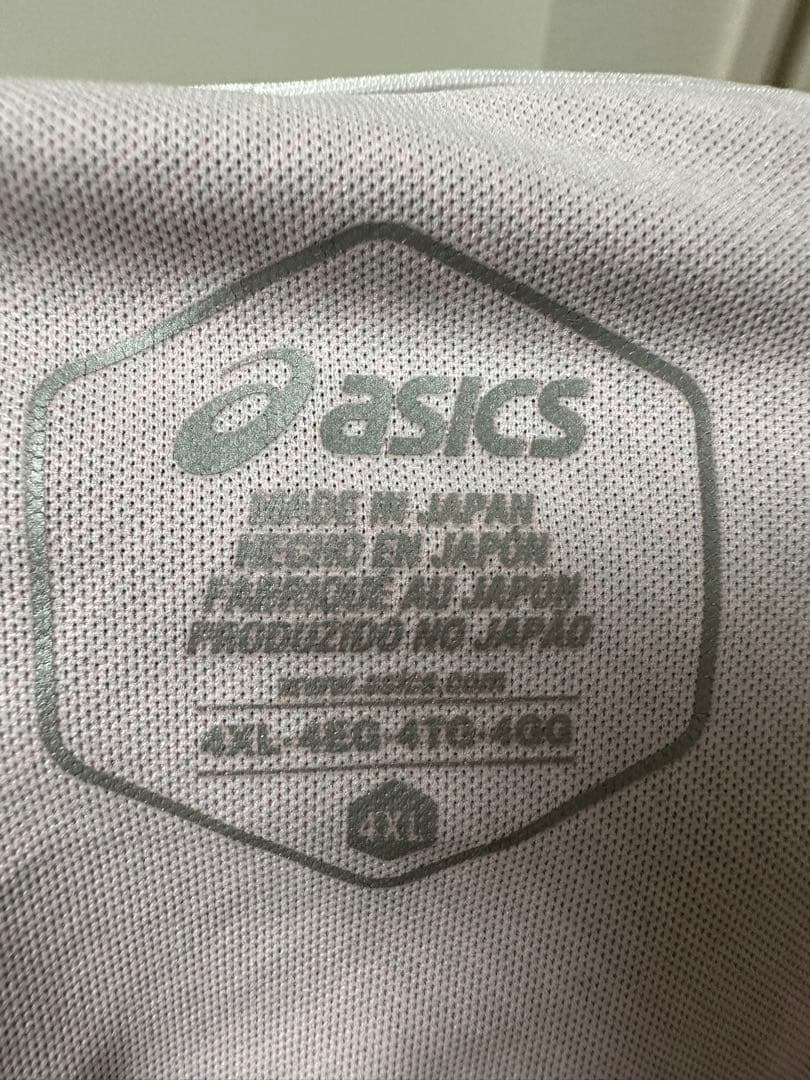 asics
MADE IN JAPAN
HECHO EN JAPÓN
FABRIQUÉ AU JAPON
PRODUZIDO NO JAPÃO
www.asics.com
4XL·4EG·4TG·4GG
4XL